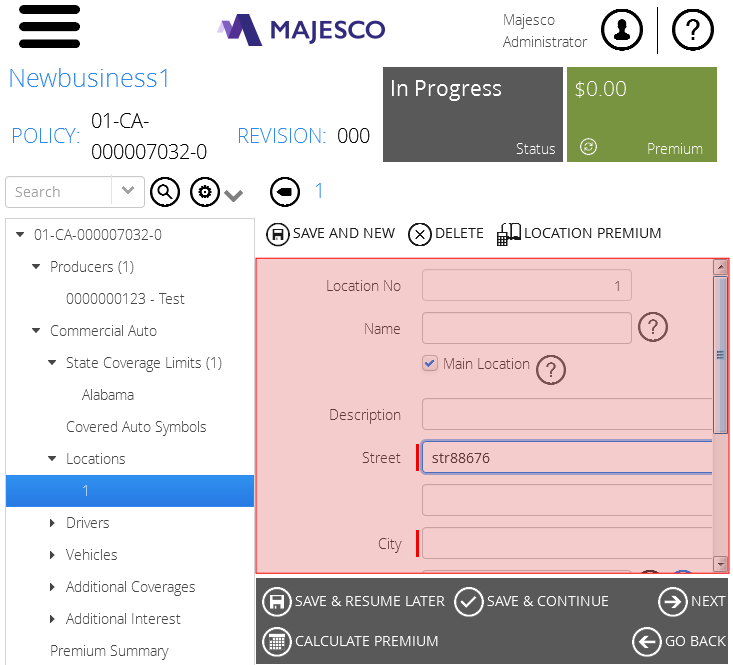 MAJESCO
Majesco
Administrator
?
Newbusiness1
POLICY: 01-CA-
000007032-0
REVISION: 000
In Progress
Status
$0.00
Premium
Search
1
01-CA-000007032-0
Producers (1)
0000000123 - Test
Commercial Auto
State Coverage Limits (1)
Alabama
Covered Auto Symbols
Locations
1
Drivers
Vehicles
Additional Coverages
Additional Interest
Premium Summary
SAVE AND NEW DELETE LOCATION PREMIUM
Location No 1
Name ?
Main Location ?
Description
Street str88676
City
SAVE & RESUME LATER SAVE & CONTINUE NEXT
CALCULATE PREMIUM GO BACK